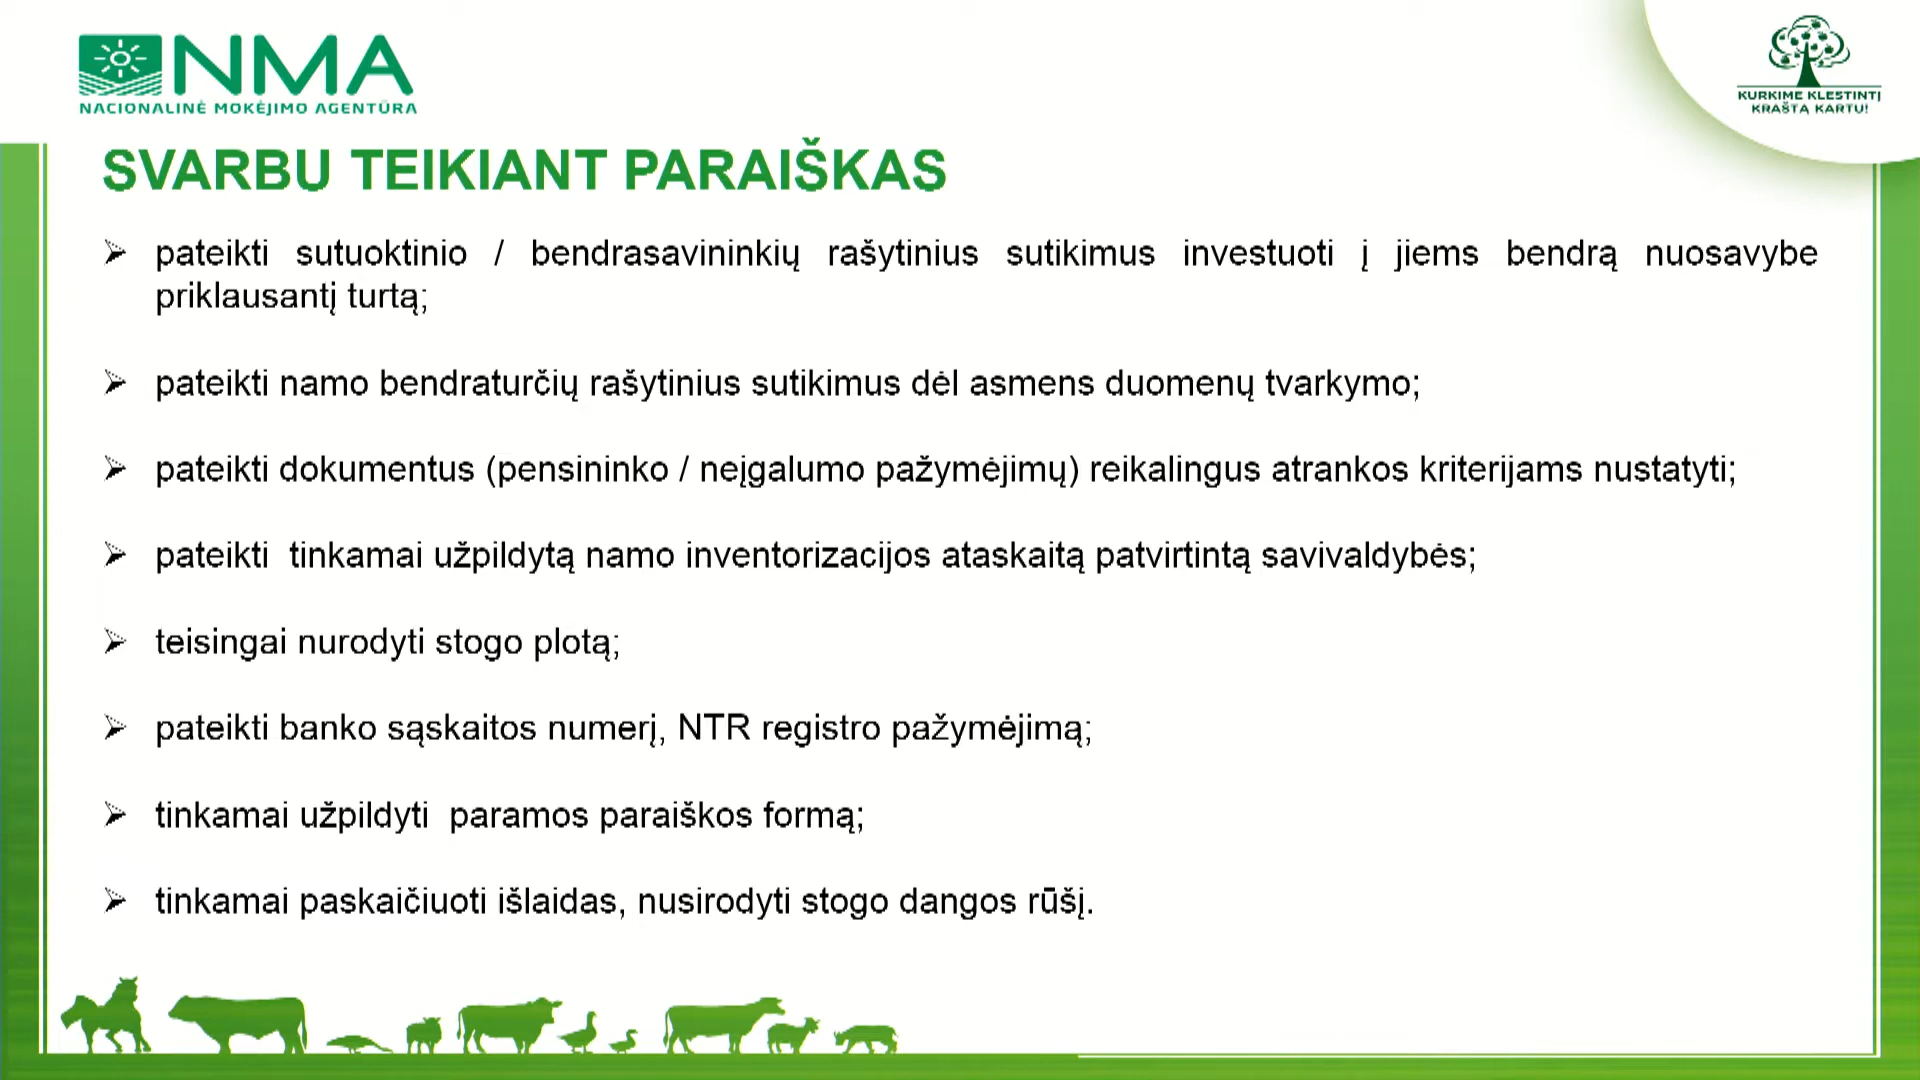 NMA
NACIONALINĖ MOKĖJIMO AGENTŪRA
KURKIME KLESTINTĮ
KRAŠTĄ KARTU!
SVARBU TEIKIANT PARAIŠKAS
➢ pateikti sutuoktinio / bendrasavininkių rašytinius sutikimus investuoti į jiems bendrą nuosavybe
priklausantį turtą;
➢ pateikti namo bendraturčių rašytinius sutikimus dėl asmens duomenų tvarkymo;
➢ pateikti dokumentus (pensininko / neįgalumo pažymėjimų) reikalingus atrankos kriterijams nustatyti;
➢ pateikti  tinkamai užpildytą namo inventorizacijos ataskaitą patvirtintą savivaldybės;
➢ teisingai nurodyti stogo plotą;
➢ pateikti banko sąskaitos numerį, NTR registro pažymėjimą;
➢ tinkamai užpildyti  paramos paraiškos formą;
➢ tinkamai paskaičiuoti išlaidas, nusirodyti stogo dangos rūšį.